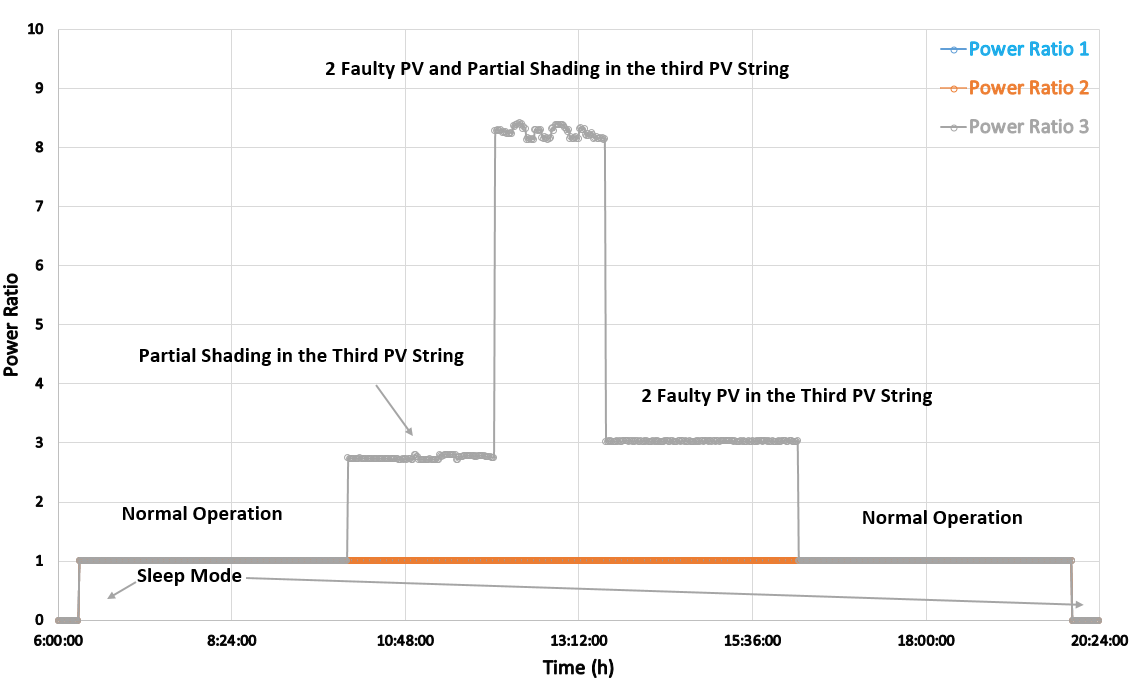 10
9
8
7
6
5
4
3
2
1
0
Power Ratio
2 Faulty PV and Partial Shading in the third PV String
Power Ratio 1
Power Ratio 2
Power Ratio 3
Partial Shading in the Third PV String
2 Faulty PV in the Third PV String
Normal Operation
Normal Operation
Sleep Mode
6:00:00 8:24:00 10:48:00 13:12:00 15:36:00 18:00:00 20:24:00
Time (h)